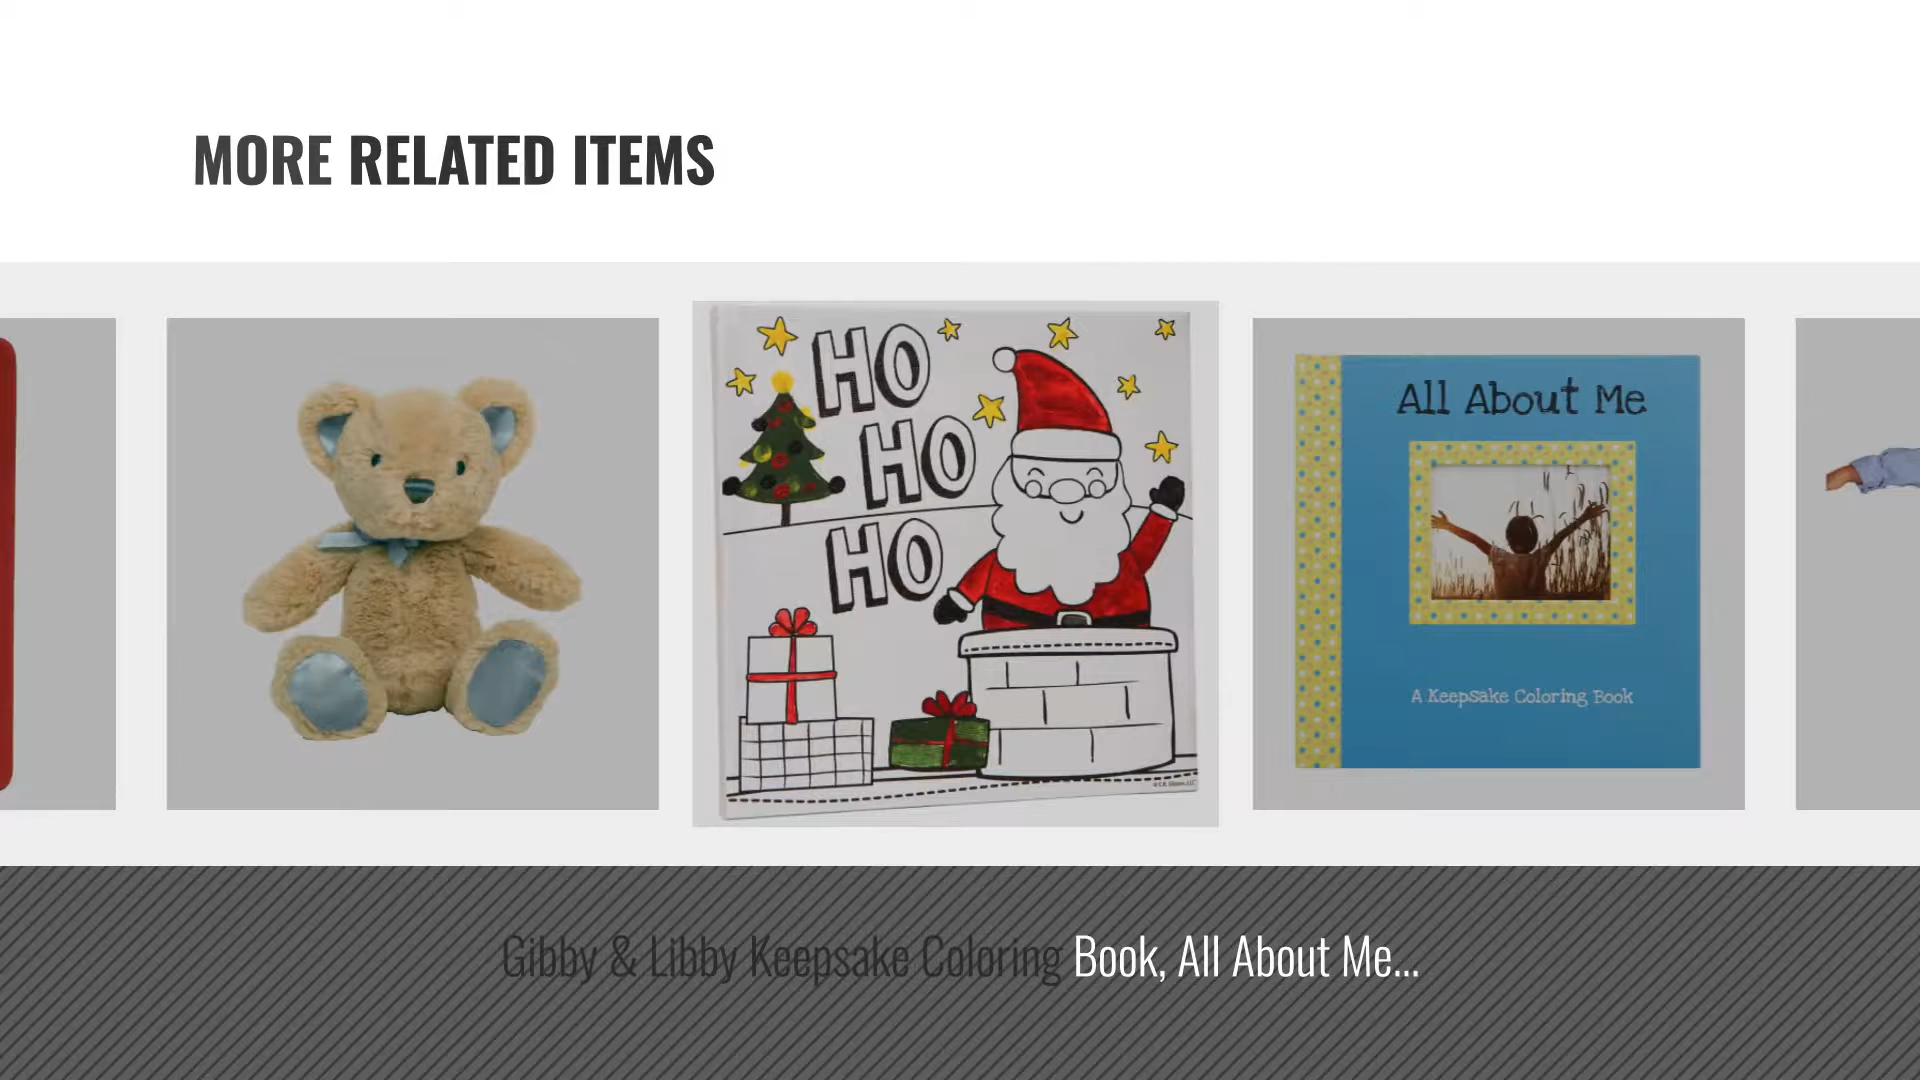 MORE RELATED ITEMS
HO
HO
HO
All About Me
A Keepsake Coloring Book
Gibby & Libby Keepsake Coloring Book, All About Me...